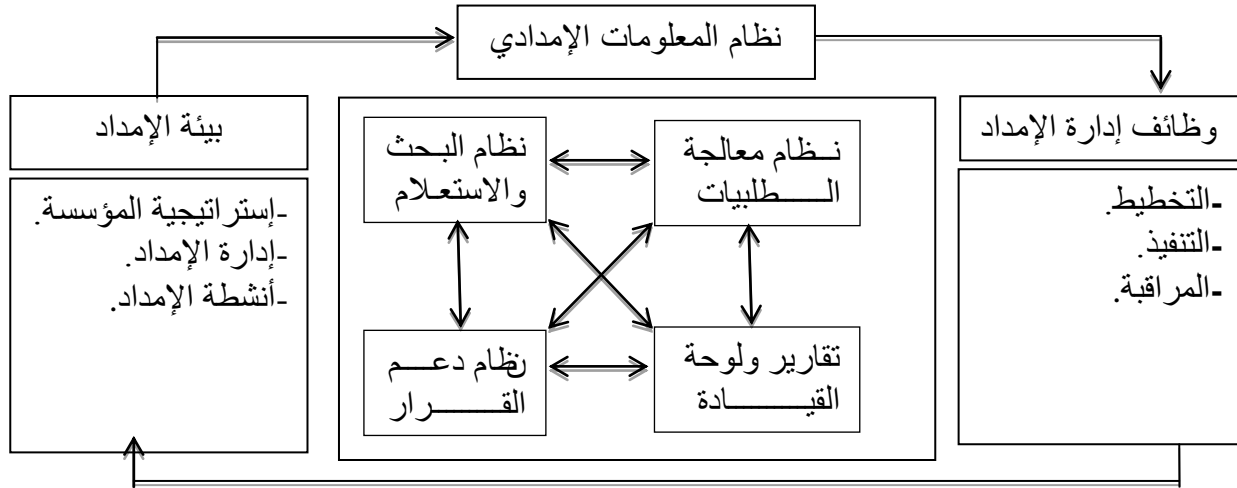 نظام المعلومات الإمدادي
وظائف إدارة الإمداد
-التخطيط.
-التنفيذ.
-المراقبة.
نظام معالجة
الطلبيات
نظام البحث
والاستعلام
تقارير ولوحة
القيادة
نظام دعم
القرار
بيئة الإمداد
-إستراتيجية المؤسسة.
-إدارة الإمداد.
-أنشطة الإمداد.